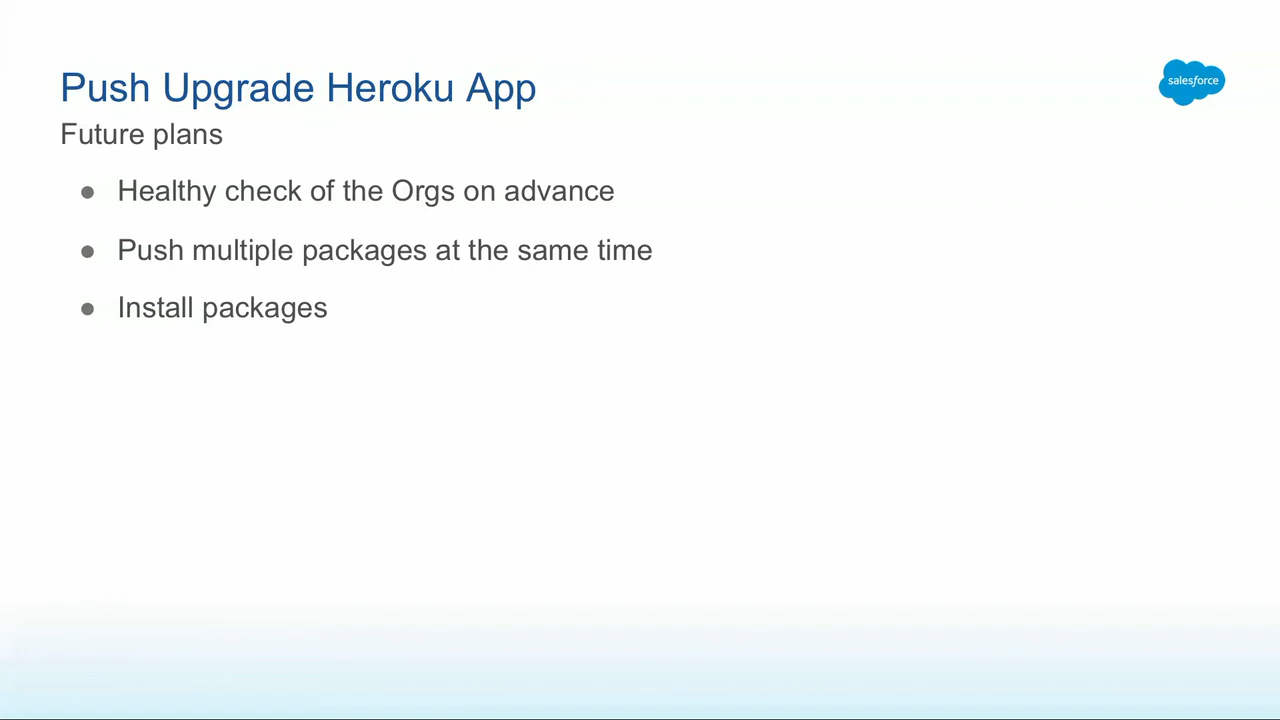 Push Upgrade Heroku App
salesforce
Future plans
● Healthy check of the Orgs on advance
● Push multiple packages at the same time
● Install packages